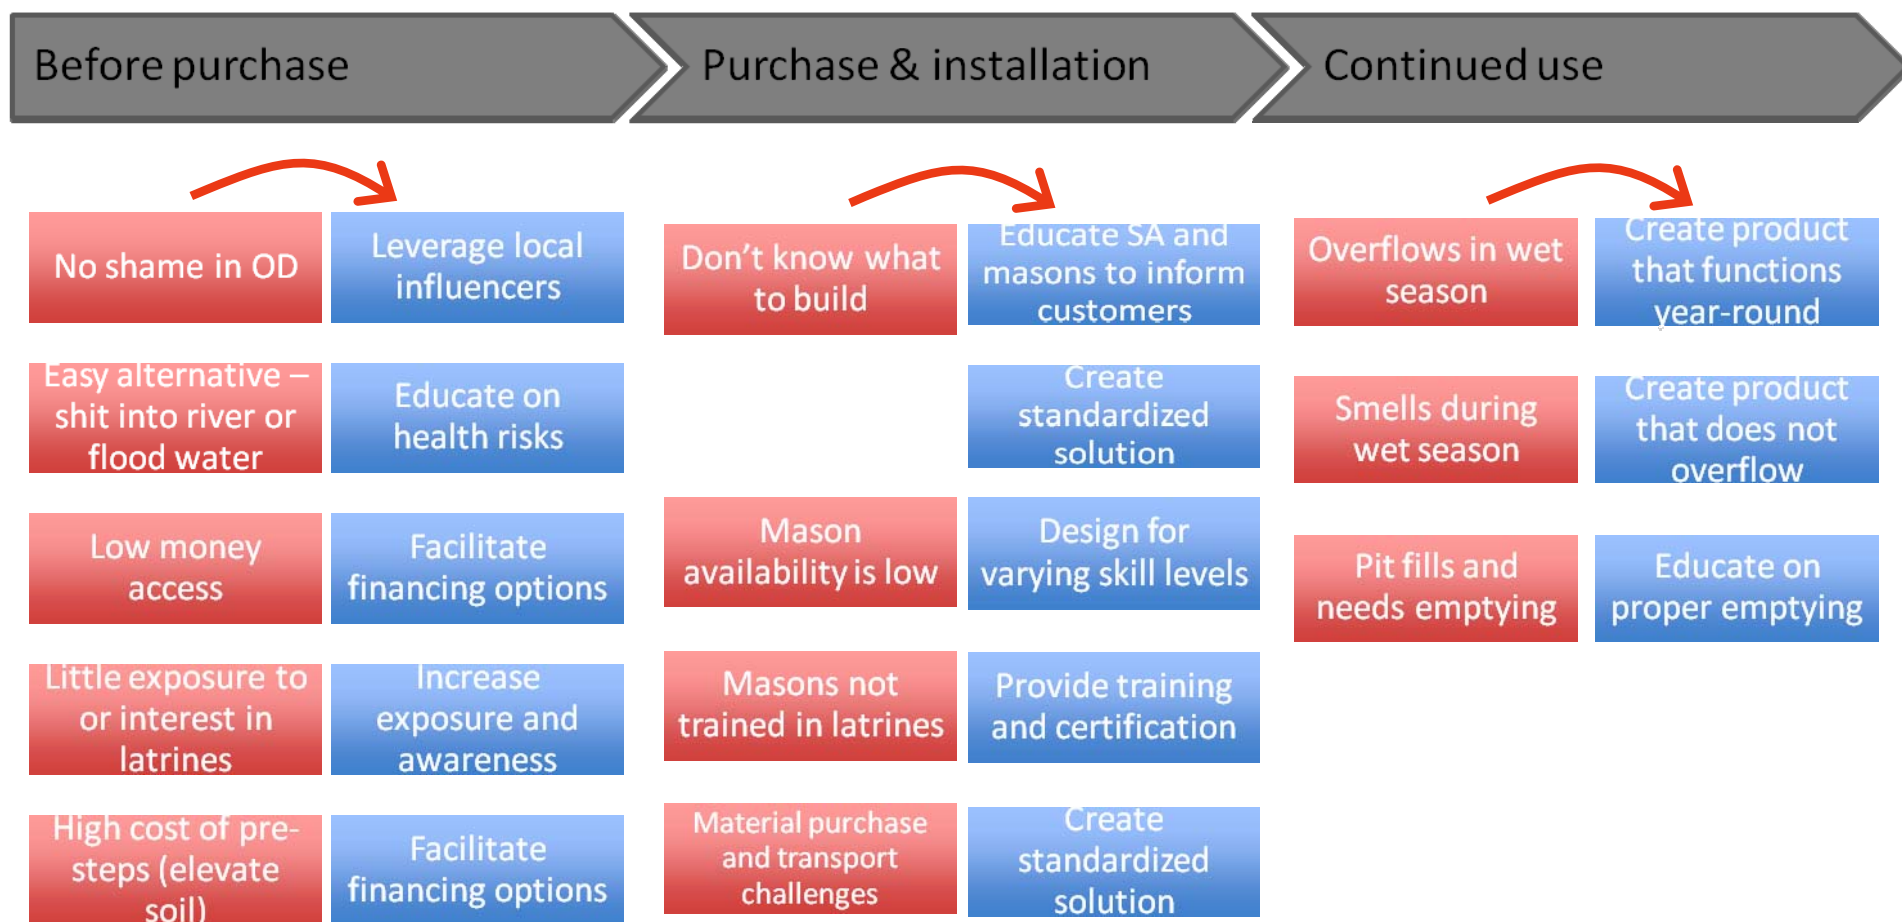 Before purchase
Purchase & installation
Continued use
No shame in OD
Leverage local
influencers
Easy alternative –
shit into river or
flood water
Educate on
health risks
Low money
access
Facilitate
financing options
Little exposure to
or interest in
latrines
Increase
exposure and
awareness
High cost of pre-
steps (elevate
soil)
Facilitate
financing options
Don’t know what
to build
Educate SA and
masons to inform
customers
Create
standardized
solution
Mason
availability is low
Design for
varying skill levels
Masons not
trained in latrines
Provide training
and certification
Material purchase
and transport
challenges
Create
standardized
solution
Overflows in wet
season
Create product
that functions
year-round
Smells during
wet season
Create product
that does not
overflow
Pit fills and
needs emptying
Educate on
proper emptying